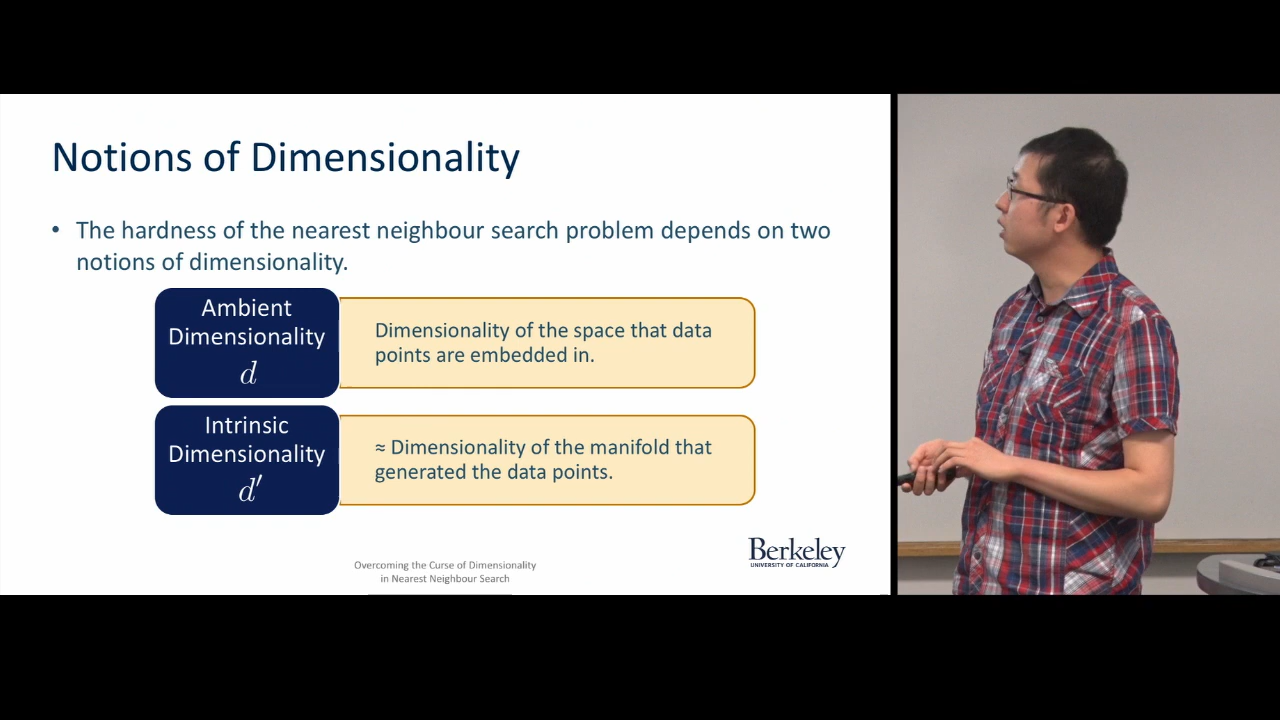 Notions of Dimensionality
• The hardness of the nearest neighbour search problem depends on two
notions of dimensionality.
Ambient
Dimensionality
d
Dimensionality of the space that data
points are embedded in.
Intrinsic
Dimensionality
d′
≈ Dimensionality of the manifold that
generated the data points.
Overcoming the Curse of Dimensionality
in Nearest Neighbour Search
Berkeley
UNIVERSITY OF CALIFORNIA